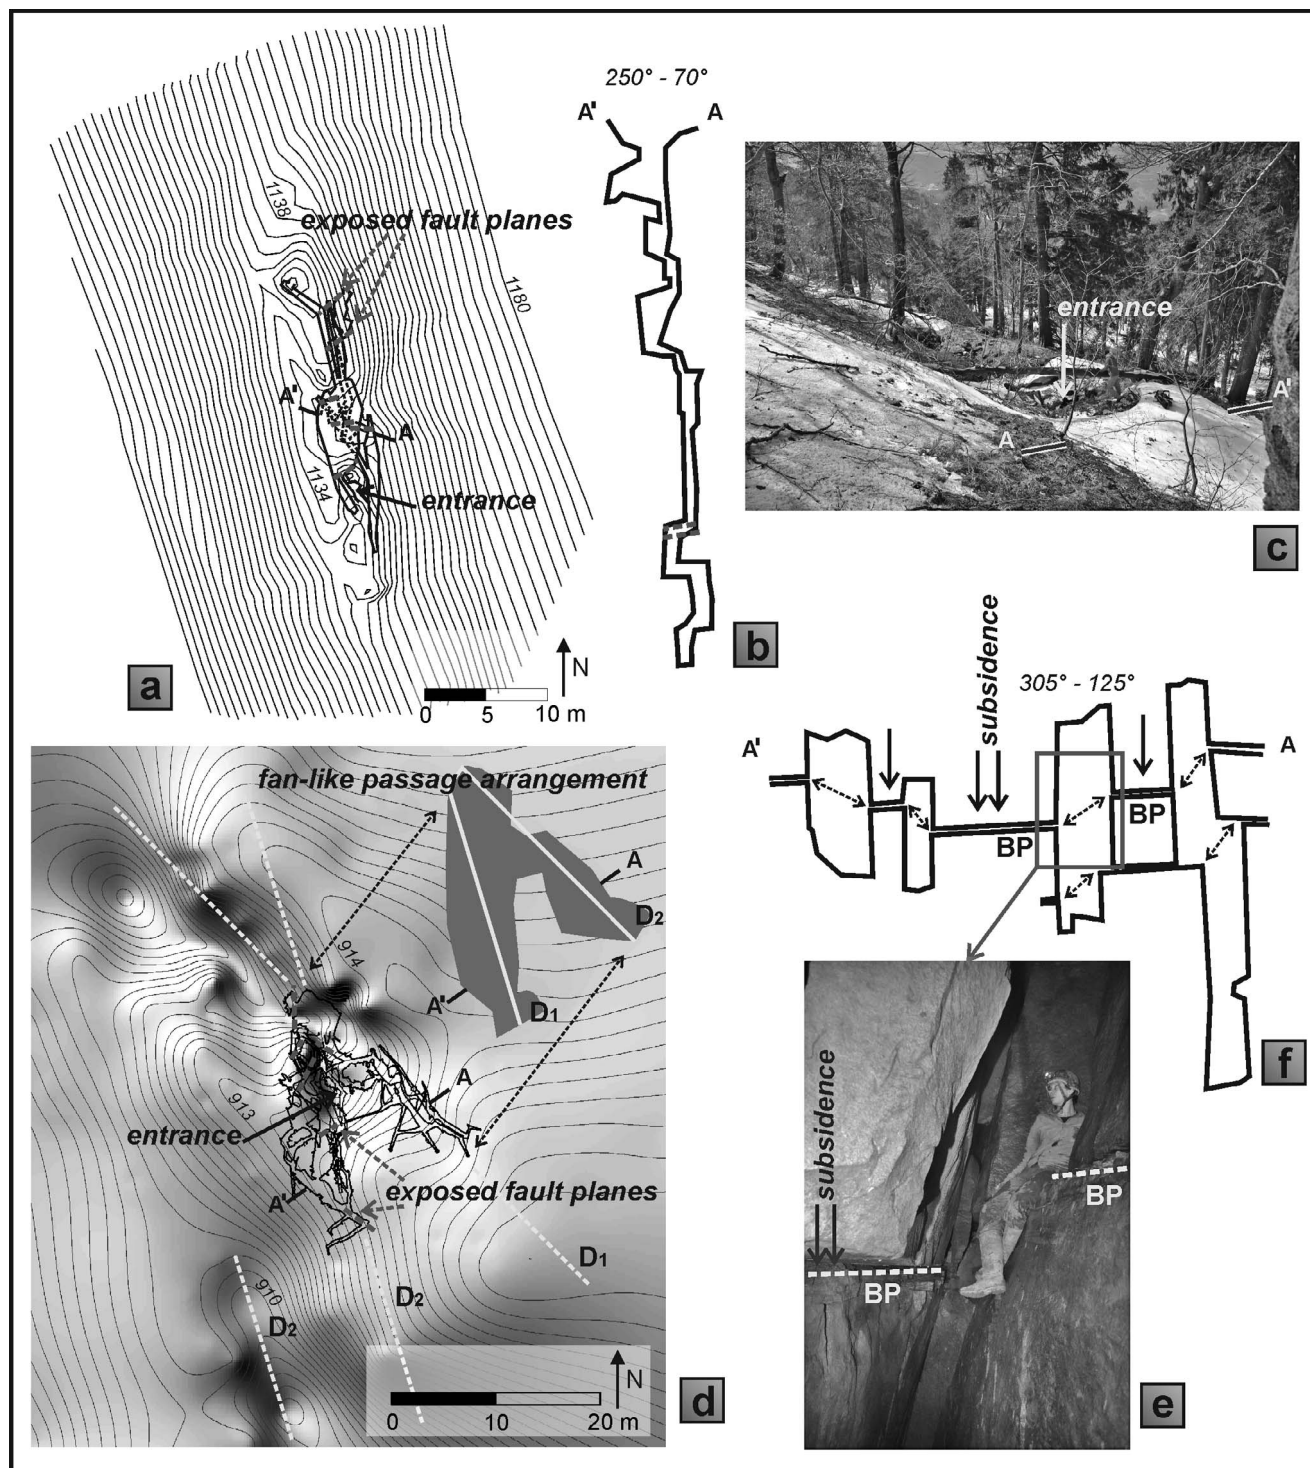 1138
exposed fault planes
1180
A'
A
1134
entrance
a
N
0 5 10 m
250° - 70°
A' A
b
entrance
A'
A
c
fan-like passage arrangement
A
D2
914
A'
D1
A
913
entrance
A'
exposed fault planes
D1
910
D2
D2
N
0 10 20 m
d
subsidence
305° - 125°
A'
A
BP
BP
f
subsidence
BP
BP
e